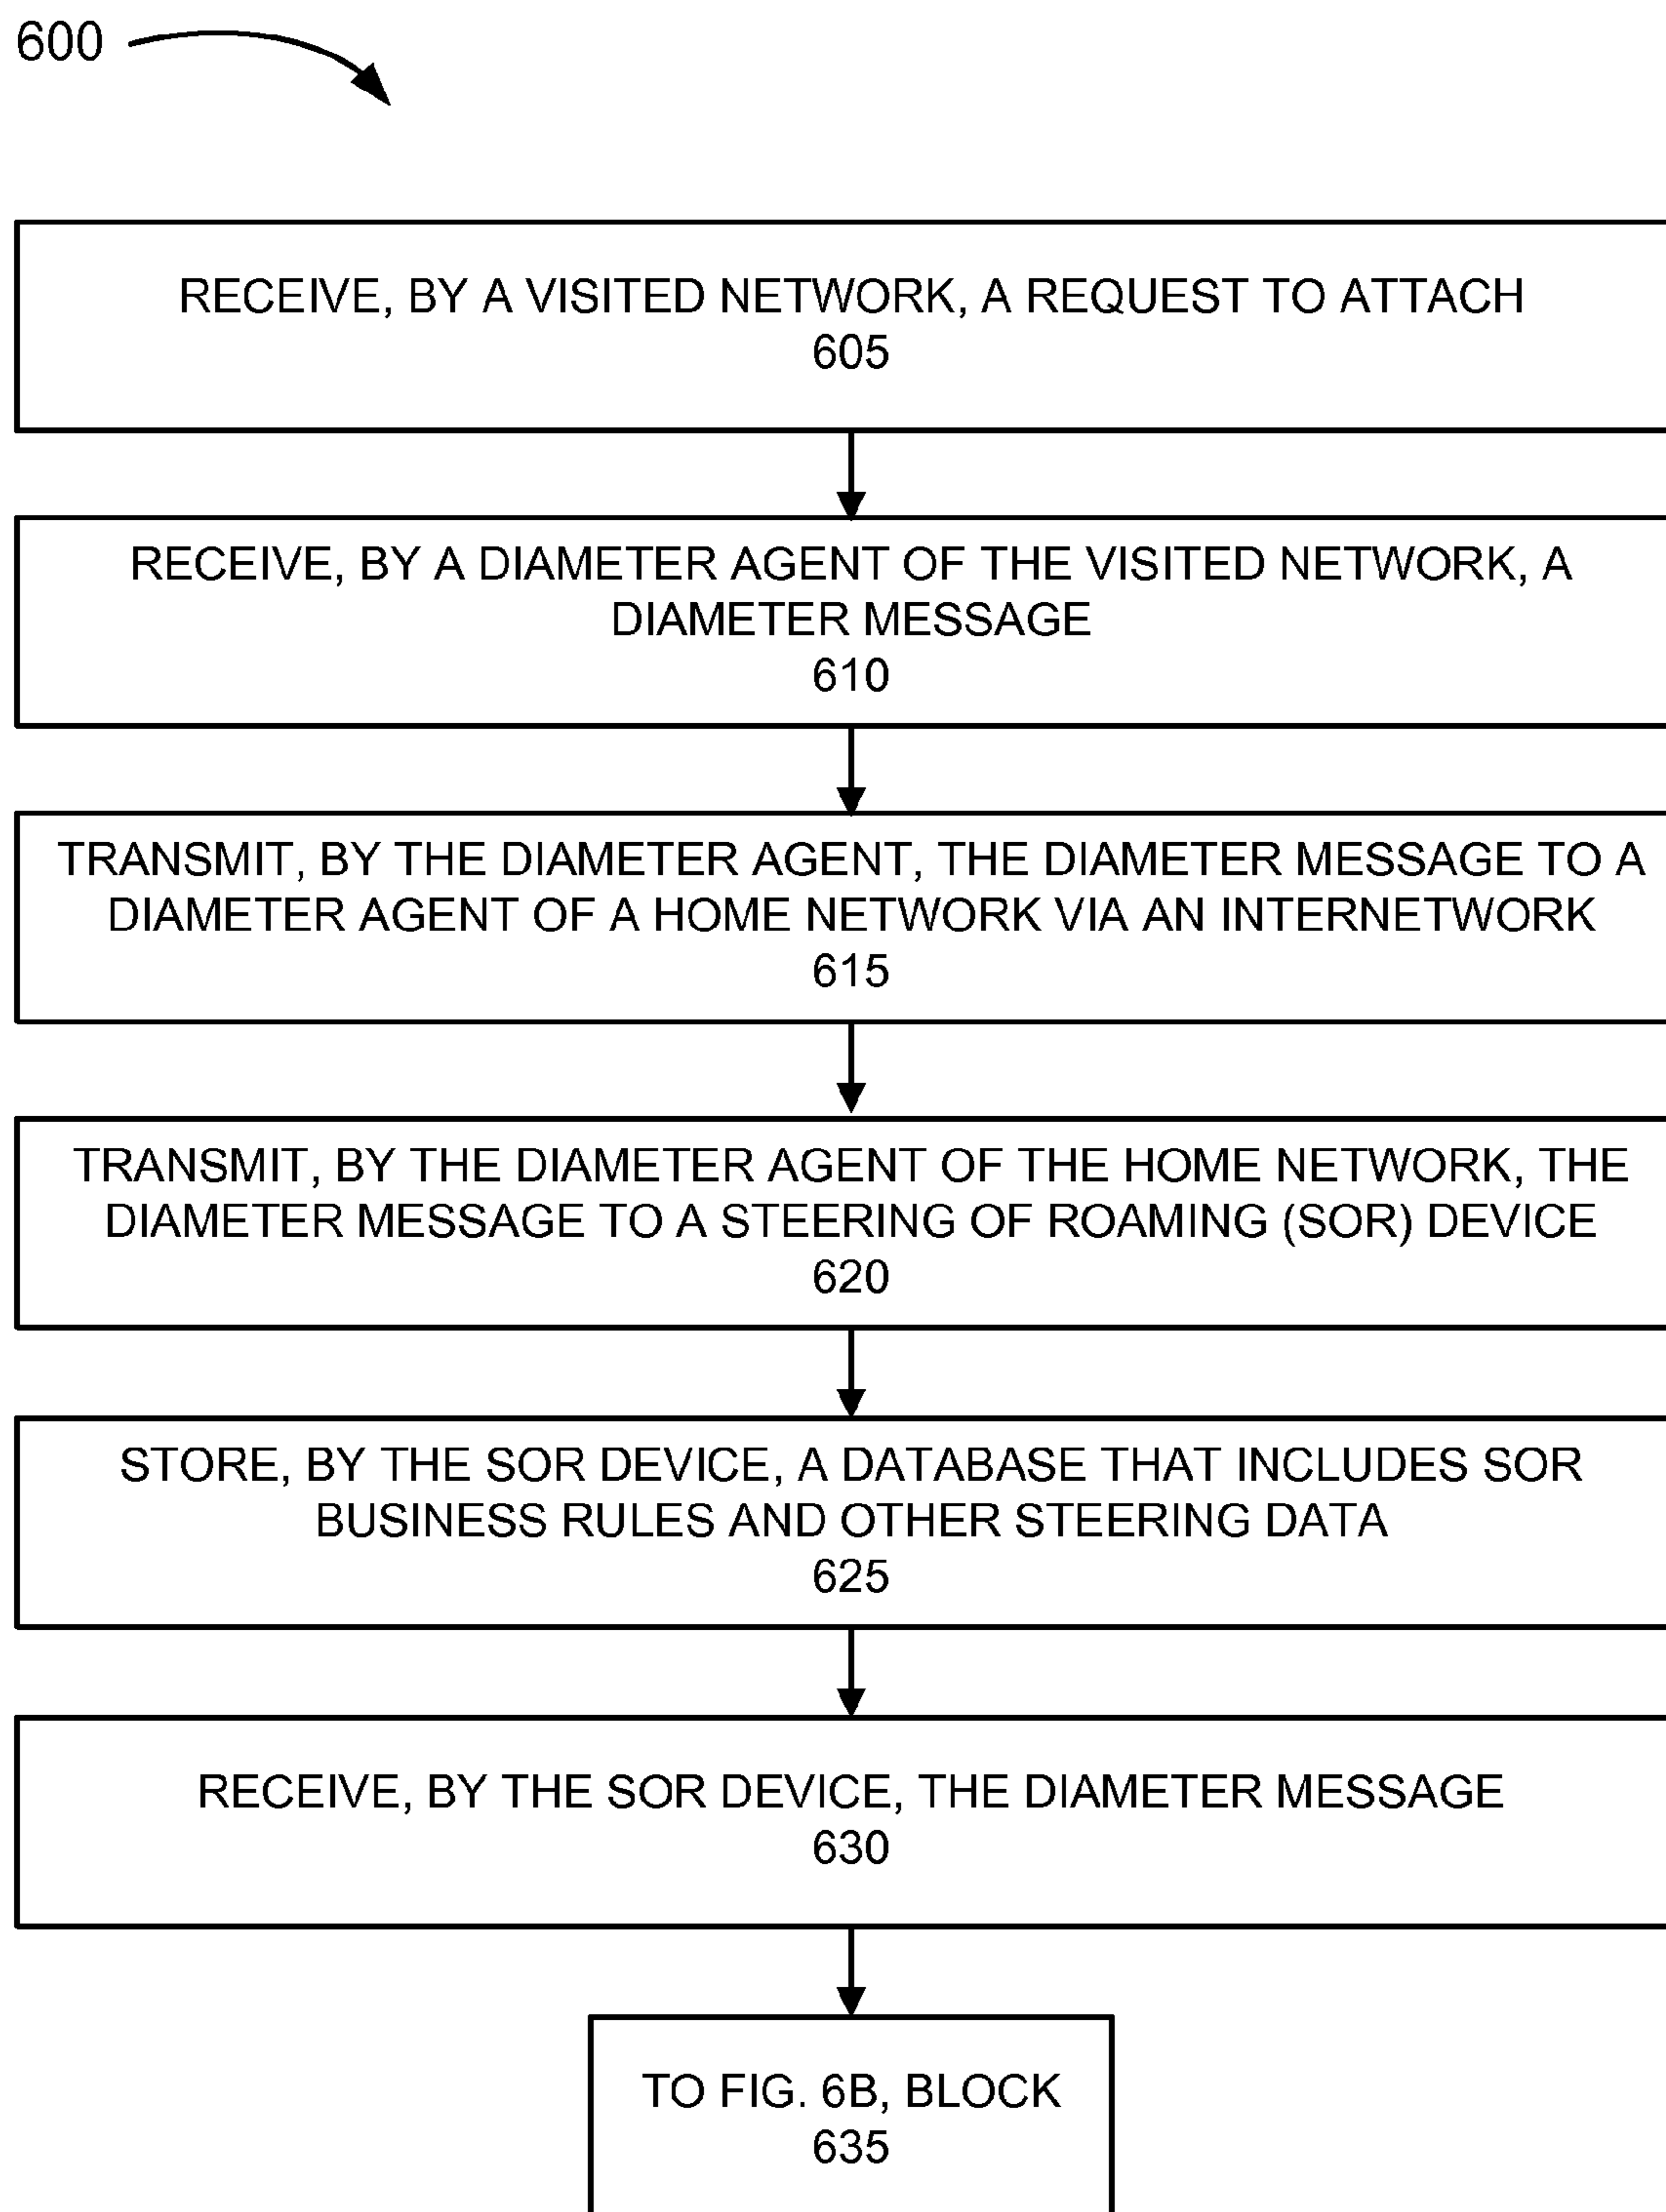 600
RECEIVE, BY A VISITED NETWORK, A REQUEST TO ATTACH
605
RECEIVE, BY A DIAMETER AGENT OF THE VISITED NETWORK, A
DIAMETER MESSAGE
610
TRANSMIT, BY THE DIAMETER AGENT, THE DIAMETER MESSAGE TO A
DIAMETER AGENT OF A HOME NETWORK VIA AN INTERNETWORK
615
TRANSMIT, BY THE DIAMETER AGENT OF THE HOME NETWORK, THE
DIAMETER MESSAGE TO A STEERING OF ROAMING (SOR) DEVICE
620
STORE, BY THE SOR DEVICE, A DATABASE THAT INCLUDES SOR
BUSINESS RULES AND OTHER STEERING DATA
625
RECEIVE, BY THE SOR DEVICE, THE DIAMETER MESSAGE
630
TO FIG. 6B, BLOCK
635